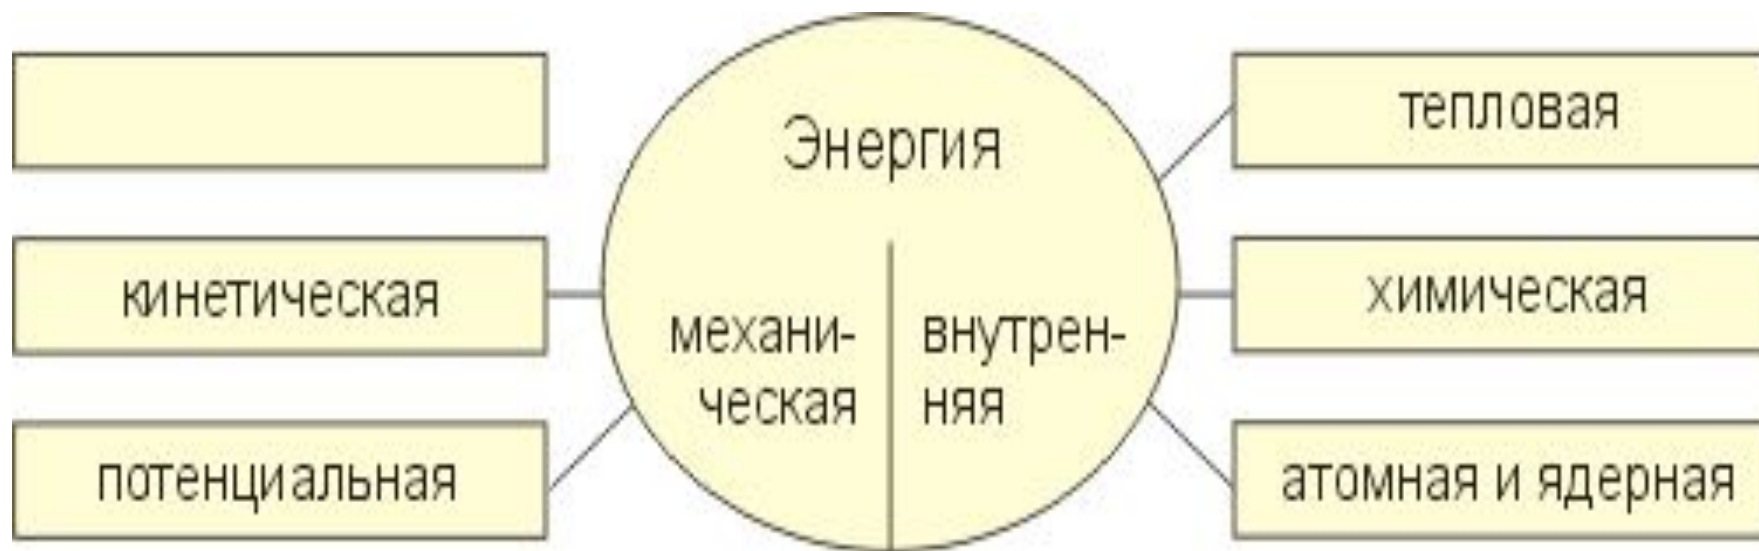 Энергия
механи-
ческая
внутрен-
няя
кинетическая
потенциальная
тепловая
химическая
атомная и ядерная